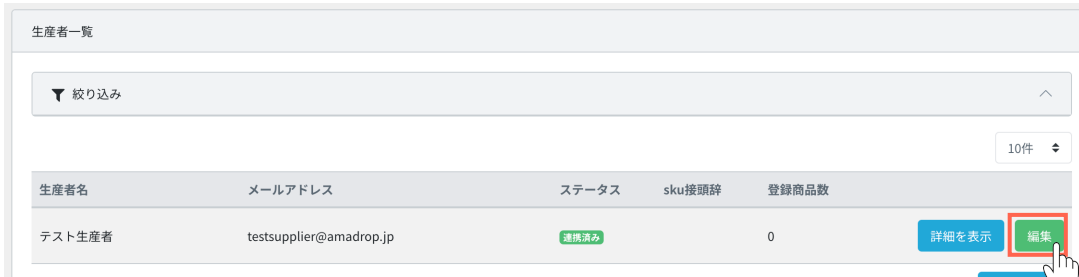 生産者一覧
絞り込み
10件
生産者名 メールアドレス ステータス sku接頭辞 登録商品数
テスト生産者 testsupplier@amadrop.jp 連携済み 0 詳細を表示 編集